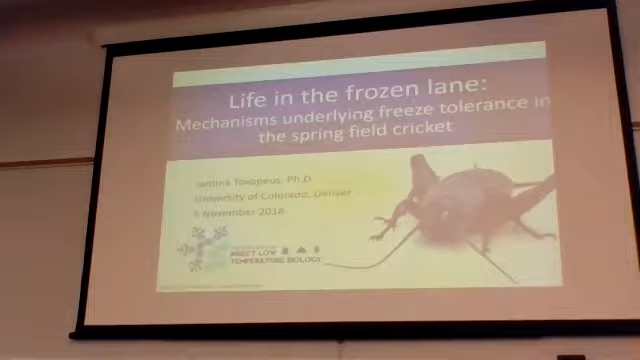 Life in the frozen lane:
Mechanisms underlying freeze tolerance in
the spring field cricket
Jantina Toxopeus, Ph.D
University of Colorado, Denver
5 November 2018
INSECT LOW
TEMPERATURE BIOLOGY